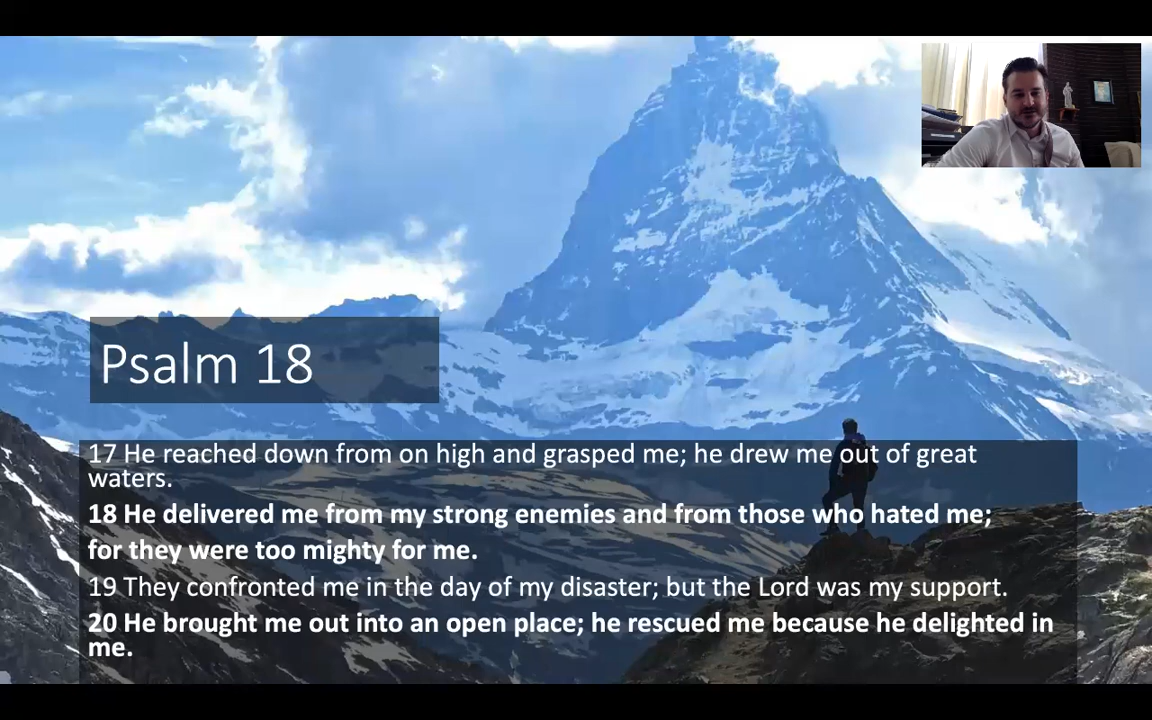 Psalm 18
17 He reached down from on high and grasped me; he drew me out of great
waters.
18 He delivered me from my strong enemies and from those who hated me;
for they were too mighty for me.
19 They confronted me in the day of my disaster; but the Lord was my support.
20 He brought me out into an open place; he rescued me because he delighted in
me.